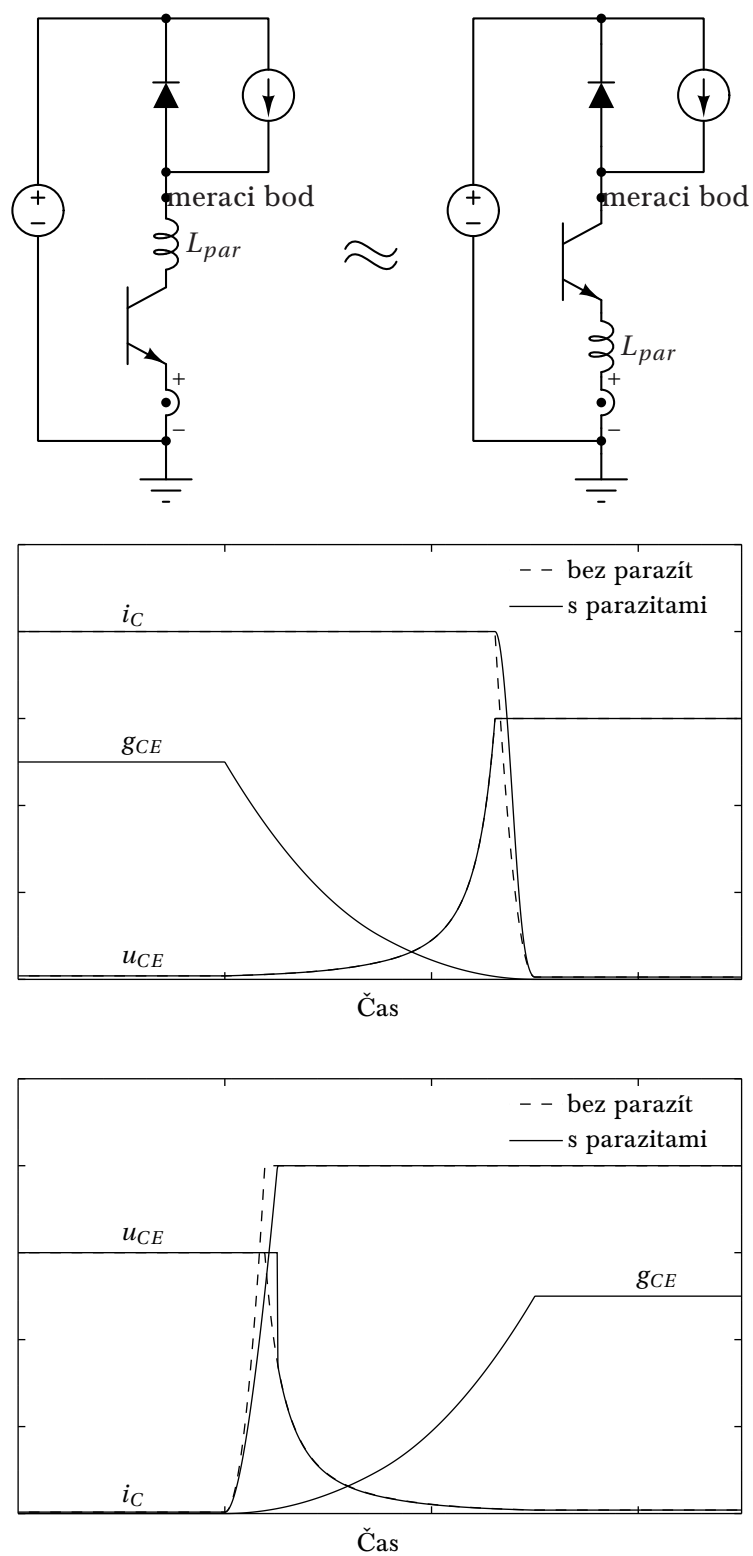 +
−
meraci bod
L_par
≈
+
−
+
−
meraci bod
L_par
+
−
bez parazít
s parazitami
i_C
g_CE
u_CE
Čas
bez parazít
s parazitami
u_CE
g_CE
i_C
Čas